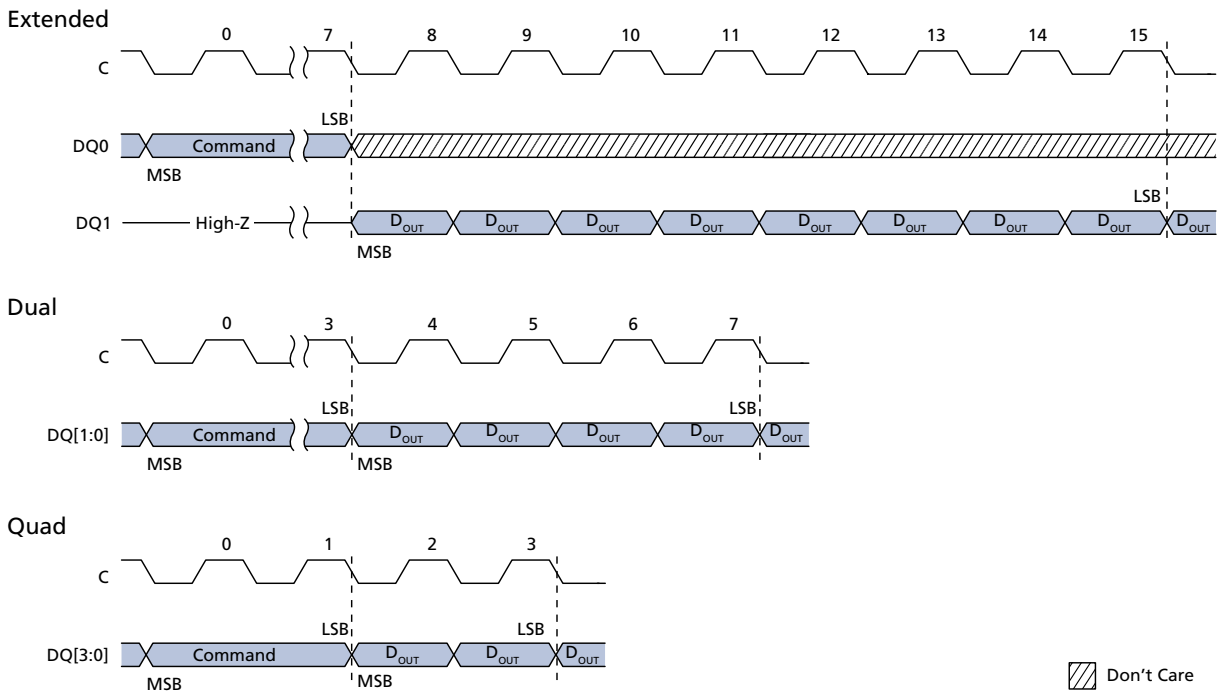 Extended
0 7 8 9 10 11 12 13 14 15
C
LSB
DQ0 Command
MSB
LSB
DQ1 High-Z DOUT DOUT DOUT DOUT DOUT DOUT DOUT DOUT DOUT
MSB
Dual
0 3 4 5 6 7
C
LSB LSB
DQ[1:0] Command DOUT DOUT DOUT DOUT DOUT
MSB MSB
Quad
0 1 2 3
C
LSB LSB
DQ[3:0] Command DOUT DOUT DOUT
MSB MSB
Don't Care